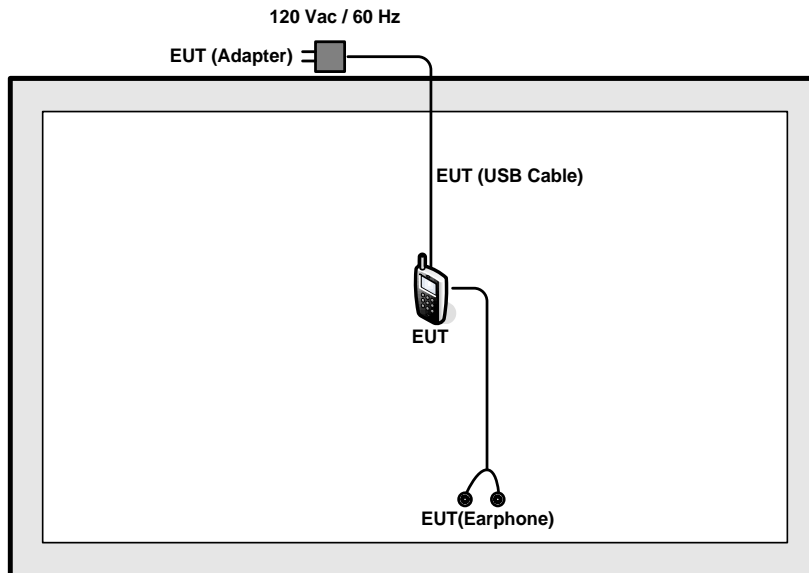 120 Vac / 60 Hz
EUT (Adapter)
EUT (USB Cable)
EUT
EUT(Earphone)